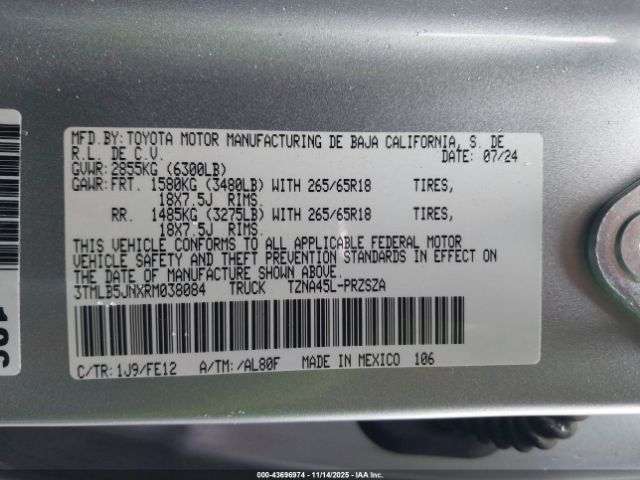 MFD.BY:TOYOTA MOTOR MANUFACTURING DE BAJA CALIFORNIA, S. DE
R.L. DE C.V. DATE: 07/24
GVWR: 2855KG (6300LB)
GAWR:FRT. 1580KG (3480LB) WITH 265/65R18 TIRES,
18X7.5J RIMS.
RR. 1485KG (3275LB) WITH 265/65R18 TIRES,
18X7.5J RIMS.
THIS VEHICLE CONFORMS TO ALL APPLICABLE FEDERAL MOTOR
VEHICLE SAFETY AND THEFT PREVENTION STANDARDS IN EFFECT ON
THE DATE OF MANUFACTURE SHOWN ABOVE.
3TMLB5JNXRM038084 TRUCK TZNA45L-PRZSZA
C/TR:1J9/FE12 A/TM:/AL80F MADE IN MEXICO 106
000-43696974 - 11/14/2025 - IAA Inc.